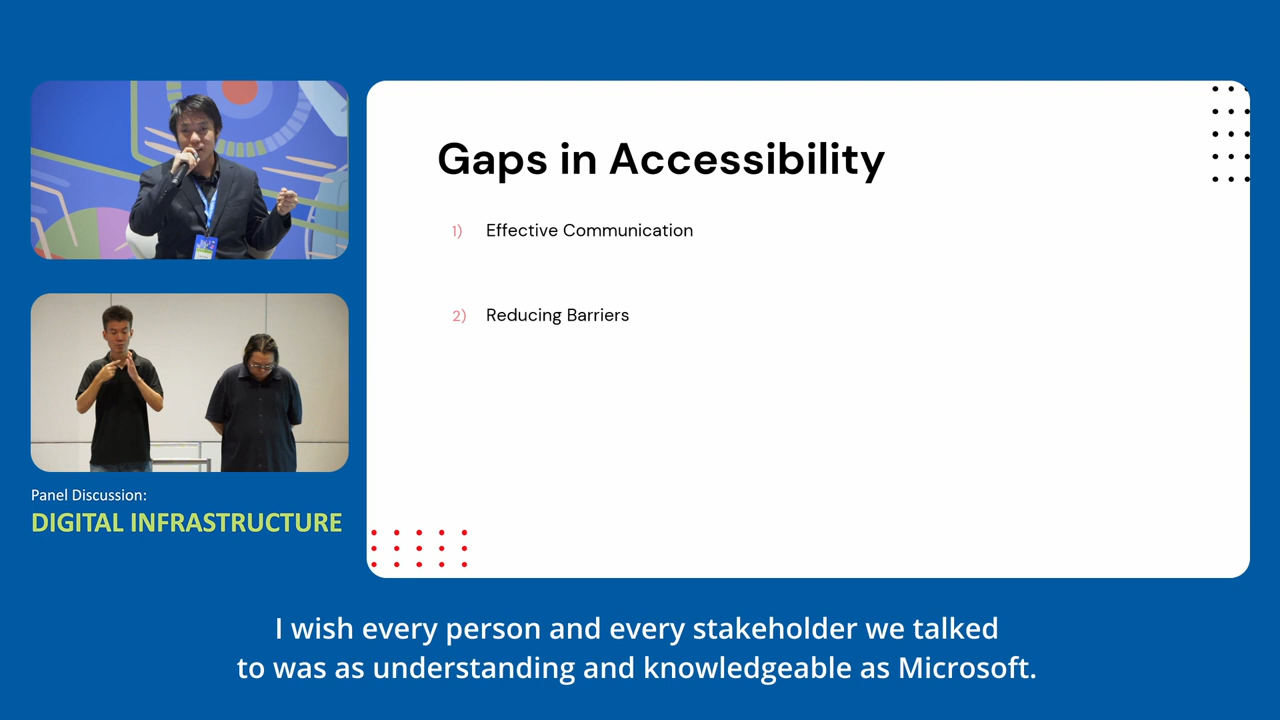 Gaps in Accessibility
1) Effective Communication
2) Reducing Barriers
Panel Discussion:
DIGITAL INFRASTRUCTURE
I wish every person and every stakeholder we talked
to was as understanding and knowledgeable as Microsoft.